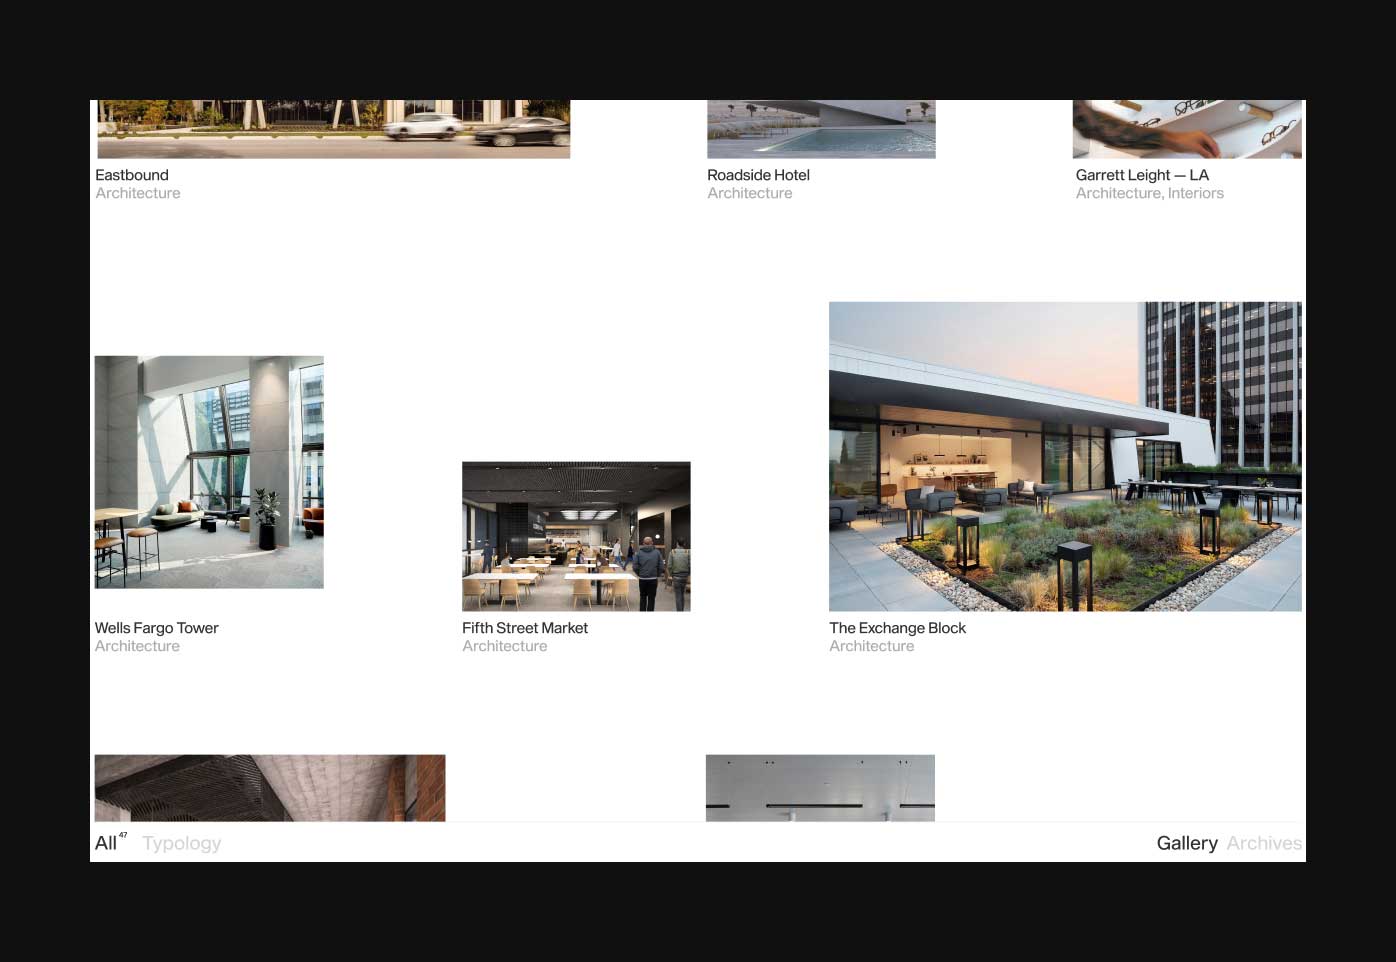 Eastbound
Architecture
Roadside Hotel
Architecture
Garrett Leight — LA
Architecture, Interiors
Wells Fargo Tower
Architecture
Fifth Street Market
Architecture
The Exchange Block
Architecture
All 47 Typology
Gallery Archives